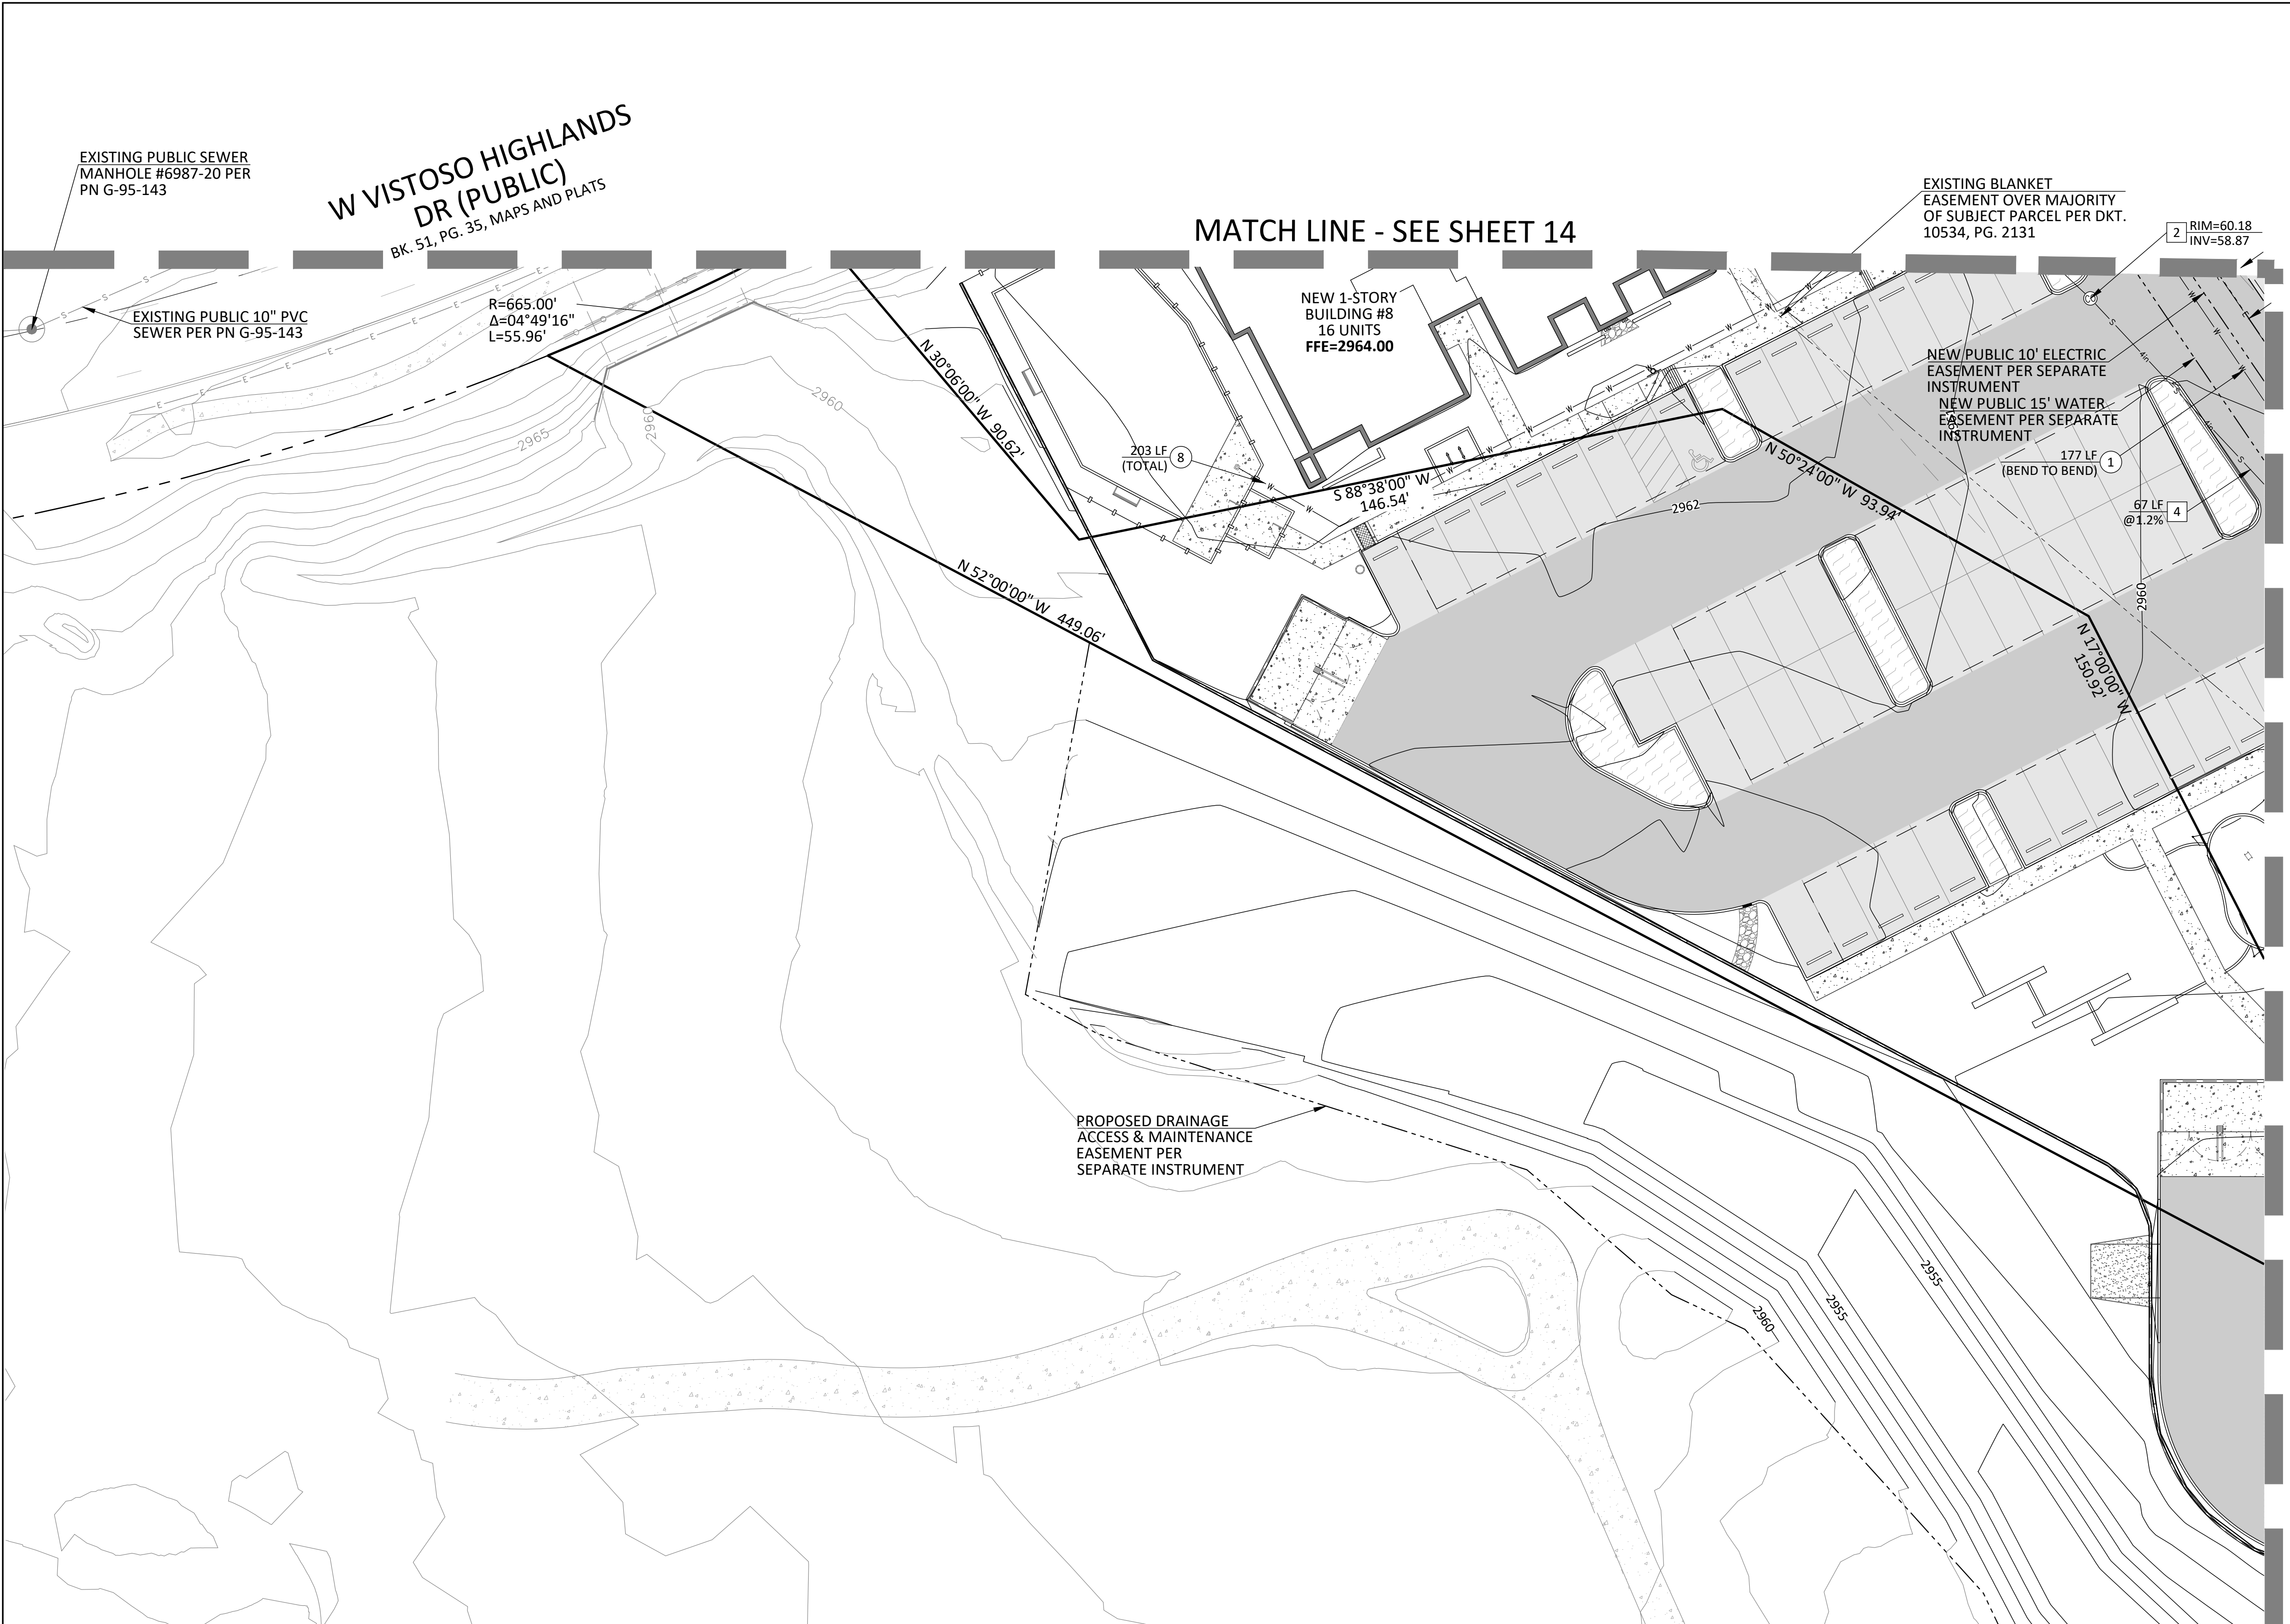 EXISTING PUBLIC SEWER
MANHOLE #6987-20 PER
PN G-95-143
W VISTOSO HIGHLANDS
DR (PUBLIC)
BK. 51, PG. 35, MAPS AND PLATS
MATCH LINE - SEE SHEET 14
EXISTING BLANKET
EASEMENT OVER MAJORITY
OF SUBJECT PARCEL PER DKT.
10534, PG. 2131
2
RIM=60.18
INV=58.87
EXISTING PUBLIC 10" PVC
SEWER PER PN G-95-143
R=665.00'
Δ=04°49'16"
L=55.96'
NEW 1-STORY
BUILDING #8
16 UNITS
FFE=2964.00
NEW PUBLIC 10' ELECTRIC
EASEMENT PER SEPARATE
INSTRUMENT
NEW PUBLIC 15' WATER
EASEMENT PER SEPARATE
INSTRUMENT
N 30°06'00" W 90.62'
2960
2960
2965
203 LF
(TOTAL)
8
S 88°38'00" W
146.54'
N 50°24'00" W 93.94'
177 LF
(BEND TO BEND)
1
67 LF
@1.2%
4
4in
4in
2962
N 52°00'00" W 449.06'
2960
N 17°00'00" W
150.92'
PROPOSED DRAINAGE
ACCESS & MAINTENANCE
EASEMENT PER
SEPARATE INSTRUMENT
2955
2955
2960
S
S
S
E
E
E
E
E
E
E
W
W
W
W
W
W
W
W